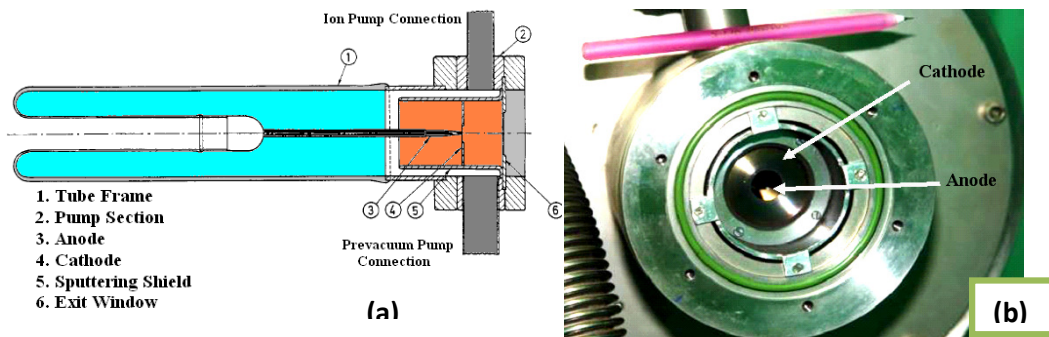 Ion Pump Connection
1
2
3
4
5
6
Prevacuum Pump
Connection
1. Tube Frame
2. Pump Section
3. Anode
4. Cathode
5. Sputtering Shield
6. Exit Window
(a)
Cathode
Anode
(b)